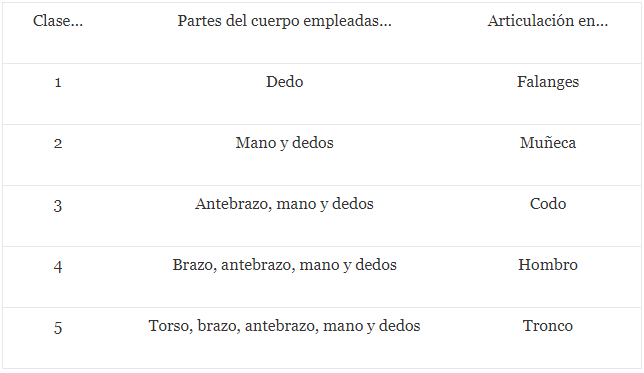 Clase... Partes del cuerpo empleadas... Articulación en...
1 Dedo Falanges
2 Mano y dedos Muñeca
3 Antebrazo, mano y dedos Codo
4 Brazo, antebrazo, mano y dedos Hombro
5 Torso, brazo, antebrazo, mano y dedos Tronco